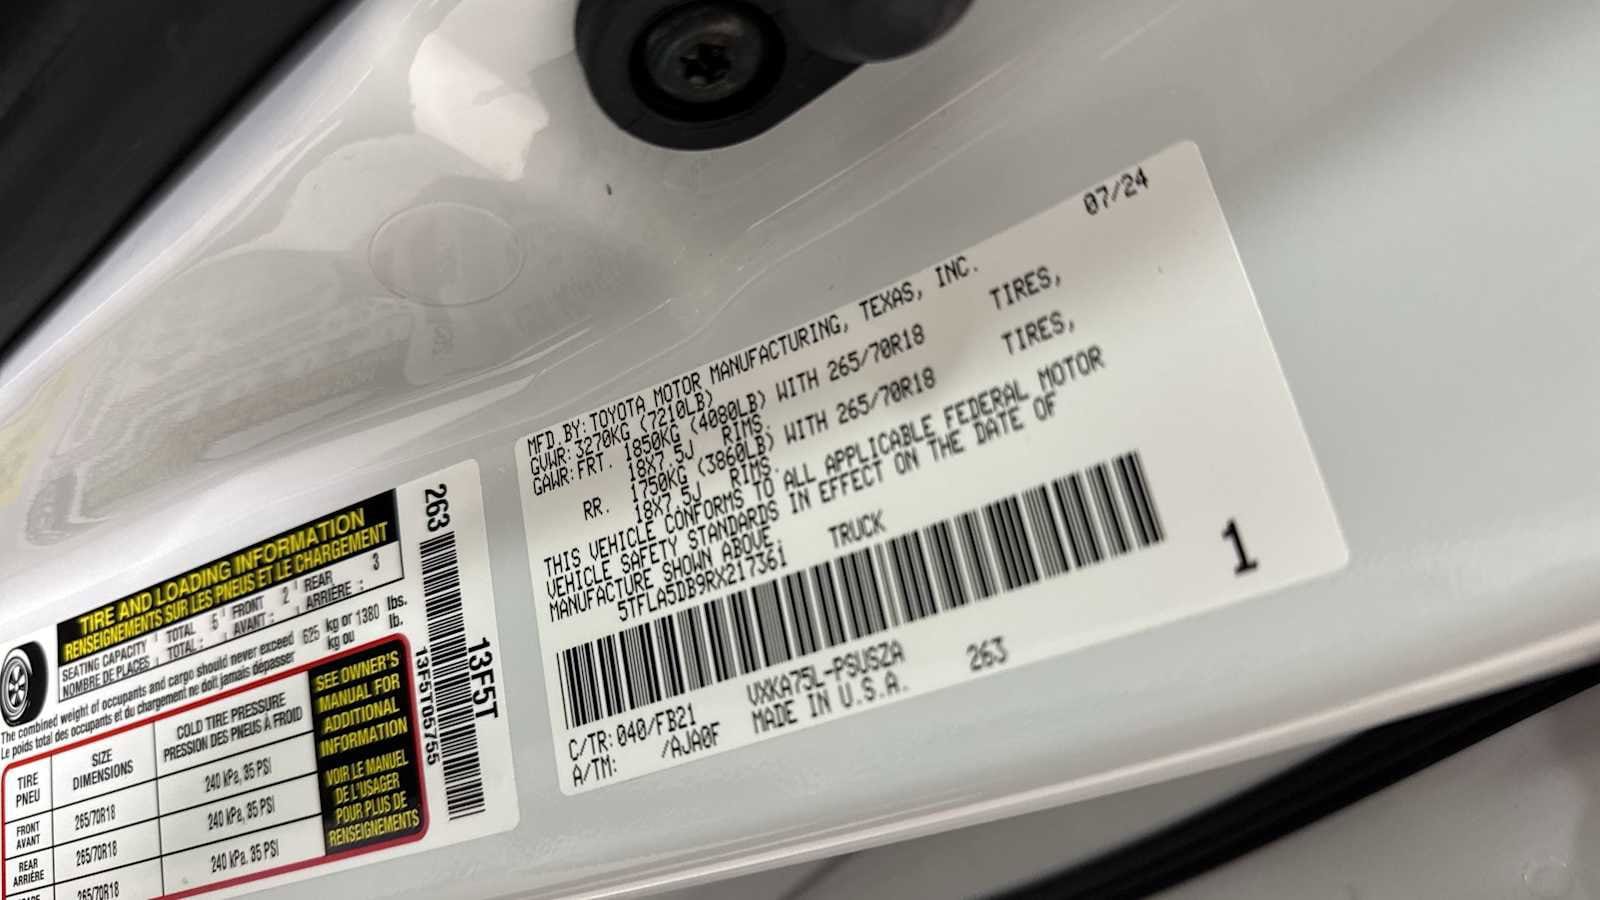 07/24
MFD.BY:TOYOTA MOTOR MANUFACTURING, TEXAS, INC.
GVWR:3270KG (7210LB)
GAWR:FRT. 1850KG (4080LB) WITH 265/70R18 TIRES,
18X7.5J RIMS.
RR. 1750KG (3860LB) WITH 265/70R18 TIRES,
18X7.5J RIMS.
THIS VEHICLE CONFORMS TO ALL APPLICABLE FEDERAL MOTOR
VEHICLE SAFETY STANDARDS IN EFFECT ON THE DATE OF
MANUFACTURE SHOWN ABOVE.
5TFLA5DB9RX217361 TRUCK
1
C/TR:040/FB21 VXKA75L-PSUSZA 263
A/TM: /AJA0F MADE IN U.S.A.
TIRE AND LOADING INFORMATION
RENSEIGNEMENTS SUR LES PNEUS ET LE CHARGEMENT
SEATING CAPACITY TOTAL 5 FRONT 2 REAR 3
NOMBRE DE PLACES TOTAL: AVANT: ARRIÈRE:
The combined weight of occupants and cargo should never exceed 625 kg or 1380 lbs.
Le poids total des occupants et du chargement ne doit jamais dépasser kg ou lb.
TIRE SIZE COLD TIRE PRESSURE
PNEU DIMENSIONS PRESSION DES PNEUS À FROID
FRONT
AVANT 265/70R18 240 kPa, 35 PSI
REAR
ARRIÈRE 265/70R18 240 kPa, 35 PSI
265/70R18 240 kPa, 35 PSI
SEE OWNER'S
MANUAL FOR
ADDITIONAL
INFORMATION
VOIR LE MANUEL
DE L'USAGER
POUR PLUS DE
RENSEIGNEMENTS
263
13F5T
13F5T05755